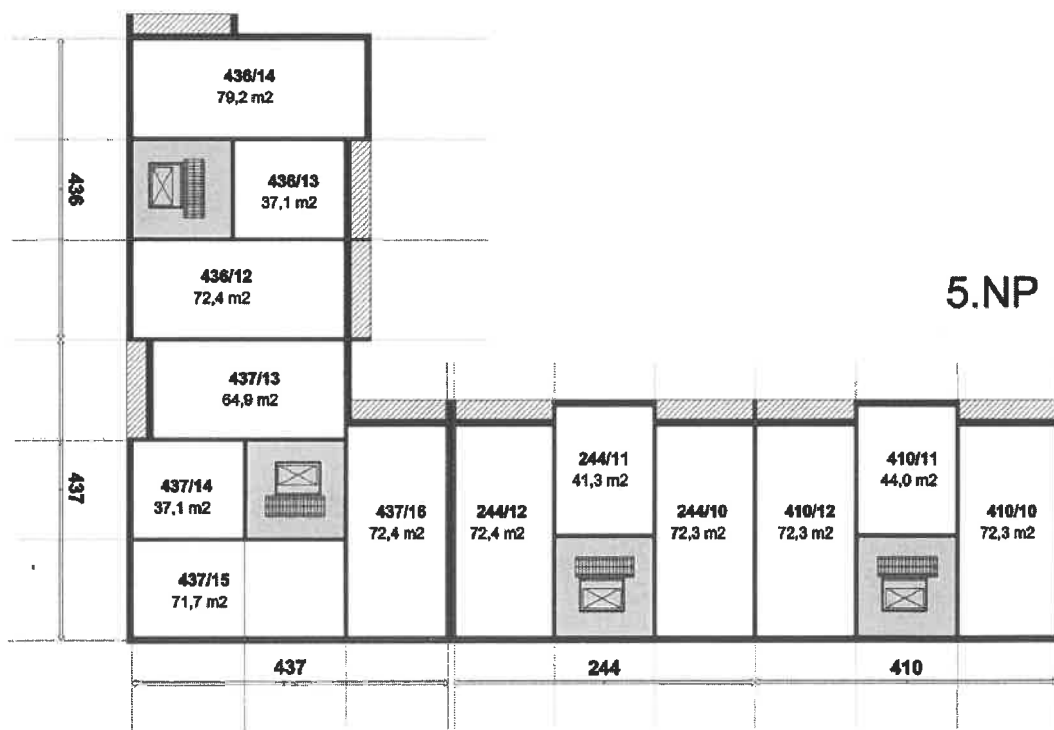 436/14
79,2 m2
436
436/13
37,1 m2
436/12
72,4 m2
5.NP
437/13
64,9 m2
437
437/14
37,1 m2
437/16
72,4 m2
244/12
72,4 m2
244/11
41,3 m2
244/10
72,3 m2
410/12
72,3 m2
410/11
44,0 m2
410/10
72,3 m2
437/15
71,7 m2
437
244
410